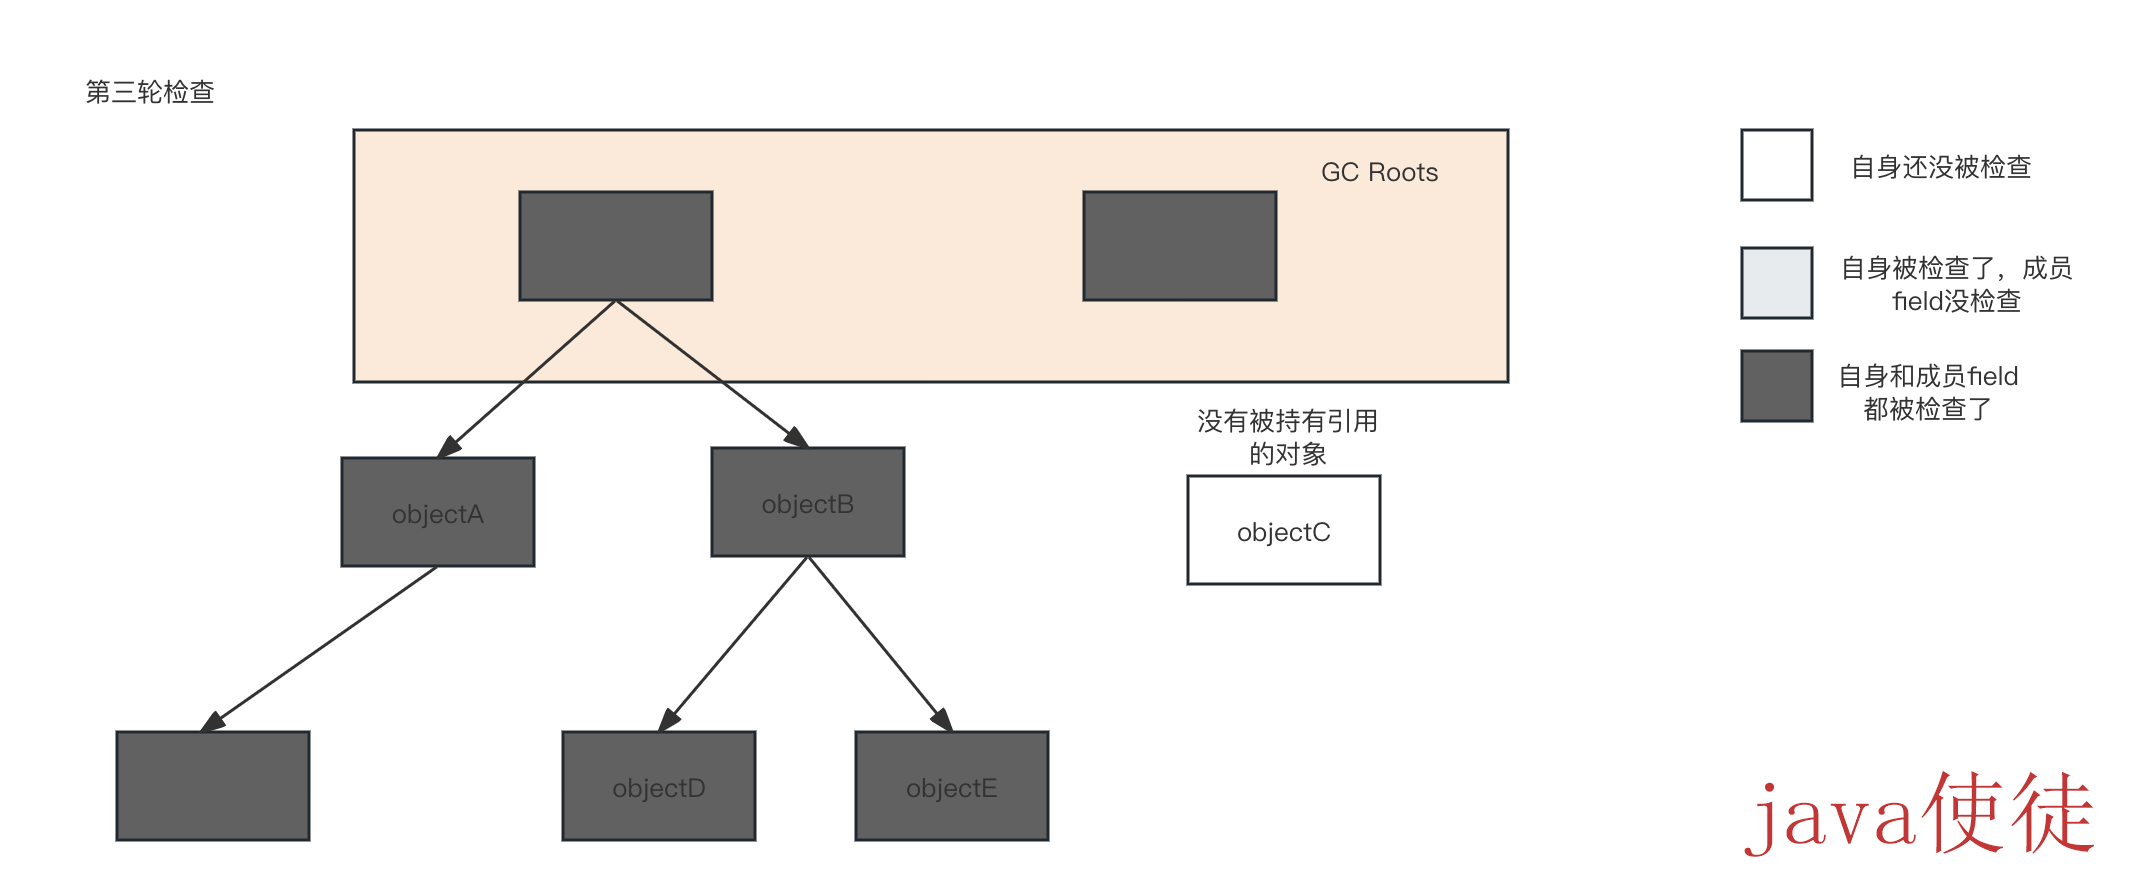 第三轮检查
GC Roots
自身还没被检查
自身被检查了，成员
field没检查
自身和成员field
都被检查了
没有被持有引用
的对象
objectA
objectB
objectC
objectD
objectE
java使徒